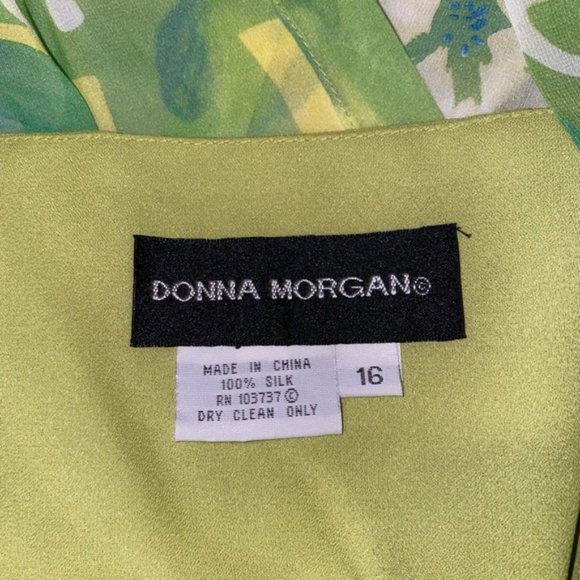 DONNA MORGAN©
MADE IN CHINA
100% SILK
RN 103737 ©
DRY CLEAN ONLY
16